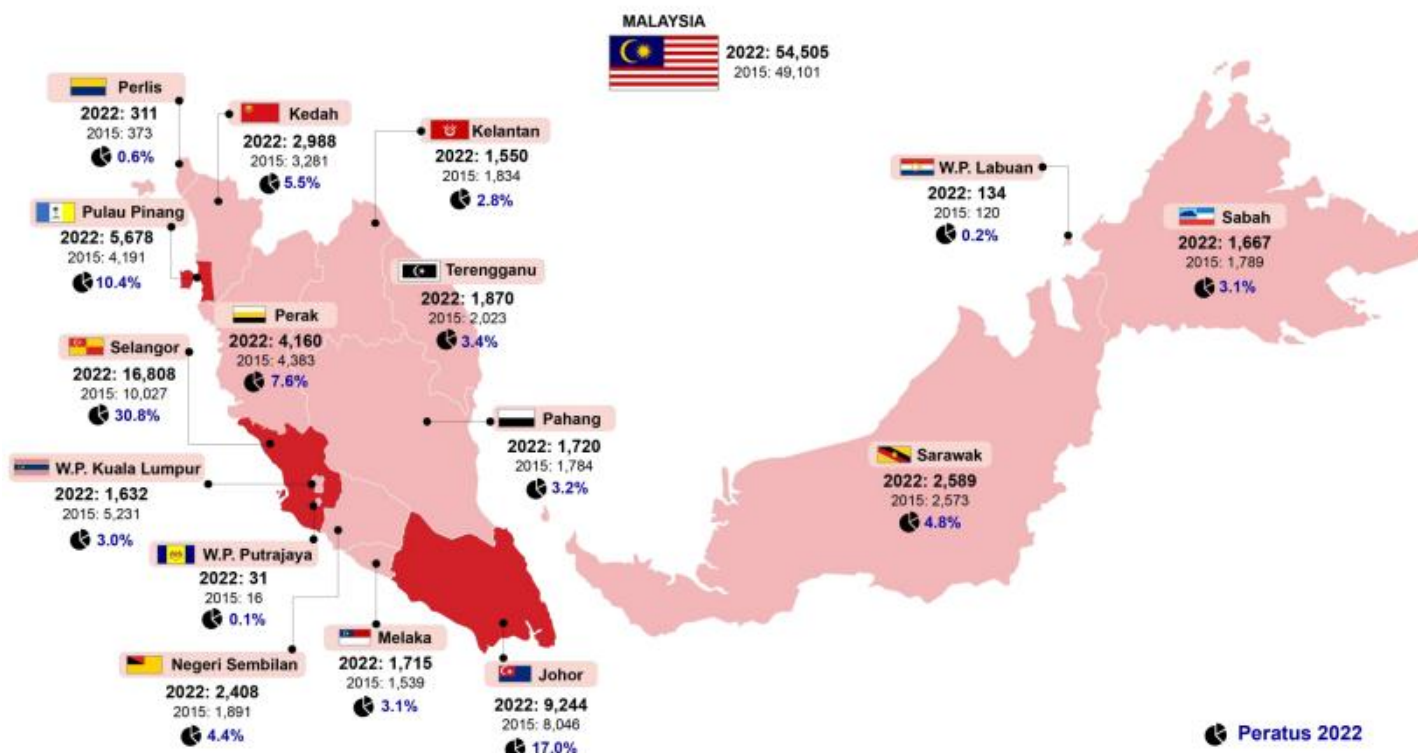 MALAYSIA
2022: 54,505
2015: 49,101
Perlis
2022: 311
2015: 373
0.6%
Kedah
2022: 2,988
2015: 3,281
5.5%
Kelantan
2022: 1,550
2015: 1,834
2.8%
Pulau Pinang
2022: 5,678
2015: 4,191
10.4%
Terengganu
2022: 1,870
2015: 2,023
3.4%
Perak
2022: 4,160
2015: 4,383
7.6%
Selangor
2022: 16,808
2015: 10,027
30.8%
Pahang
2022: 1,720
2015: 1,784
3.2%
W.P. Kuala Lumpur
2022: 1,632
2015: 5,231
3.0%
W.P. Putrajaya
2022: 31
2015: 16
0.1%
Negeri Sembilan
2022: 2,408
2015: 1,891
4.4%
Melaka
2022: 1,715
2015: 1,539
3.1%
Johor
2022: 9,244
2015: 8,046
17.0%
W.P. Labuan
2022: 134
2015: 120
0.2%
Sabah
2022: 1,667
2015: 1,789
3.1%
Sarawak
2022: 2,589
2015: 2,573
4.8%
Peratus 2022